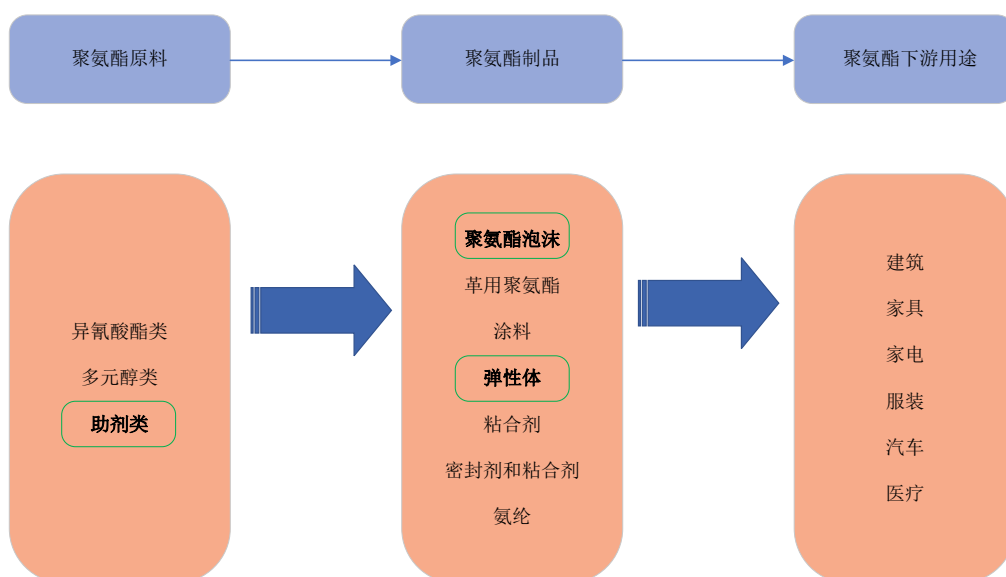 聚氨酯原料
聚氨酯制品
聚氨酯下游用途
异氰酸酯类
多元醇类
助剂类
聚氨酯泡沫
革用聚氨酯
涂料
弹性体
粘合剂
密封剂和粘合剂
氨纶
建筑
家具
家电
服装
汽车
医疗